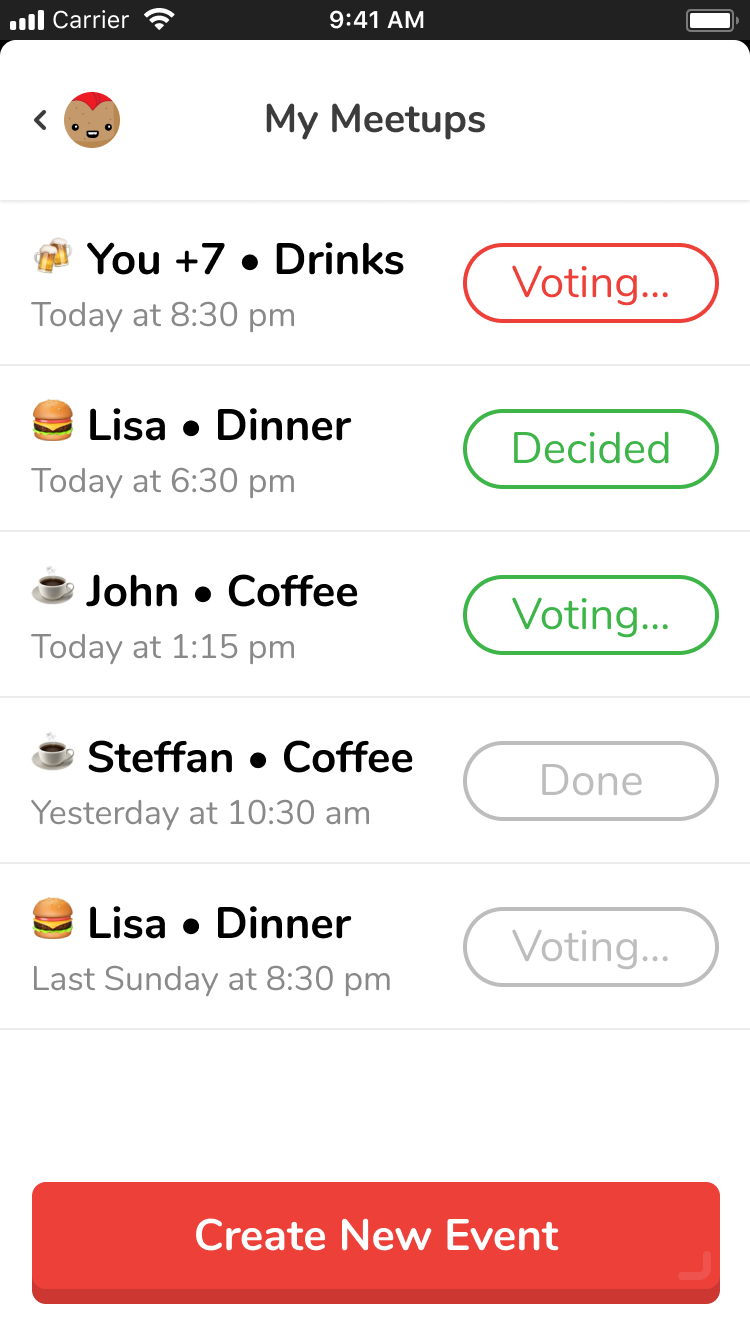 Carrier 9:41 AM
My Meetups
You +7 • Drinks
Today at 8:30 pm
Voting...
Lisa • Dinner
Today at 6:30 pm
Decided
John • Coffee
Today at 1:15 pm
Voting...
Steffan • Coffee
Yesterday at 10:30 am
Done
Lisa • Dinner
Last Sunday at 8:30 pm
Voting...
Create New Event